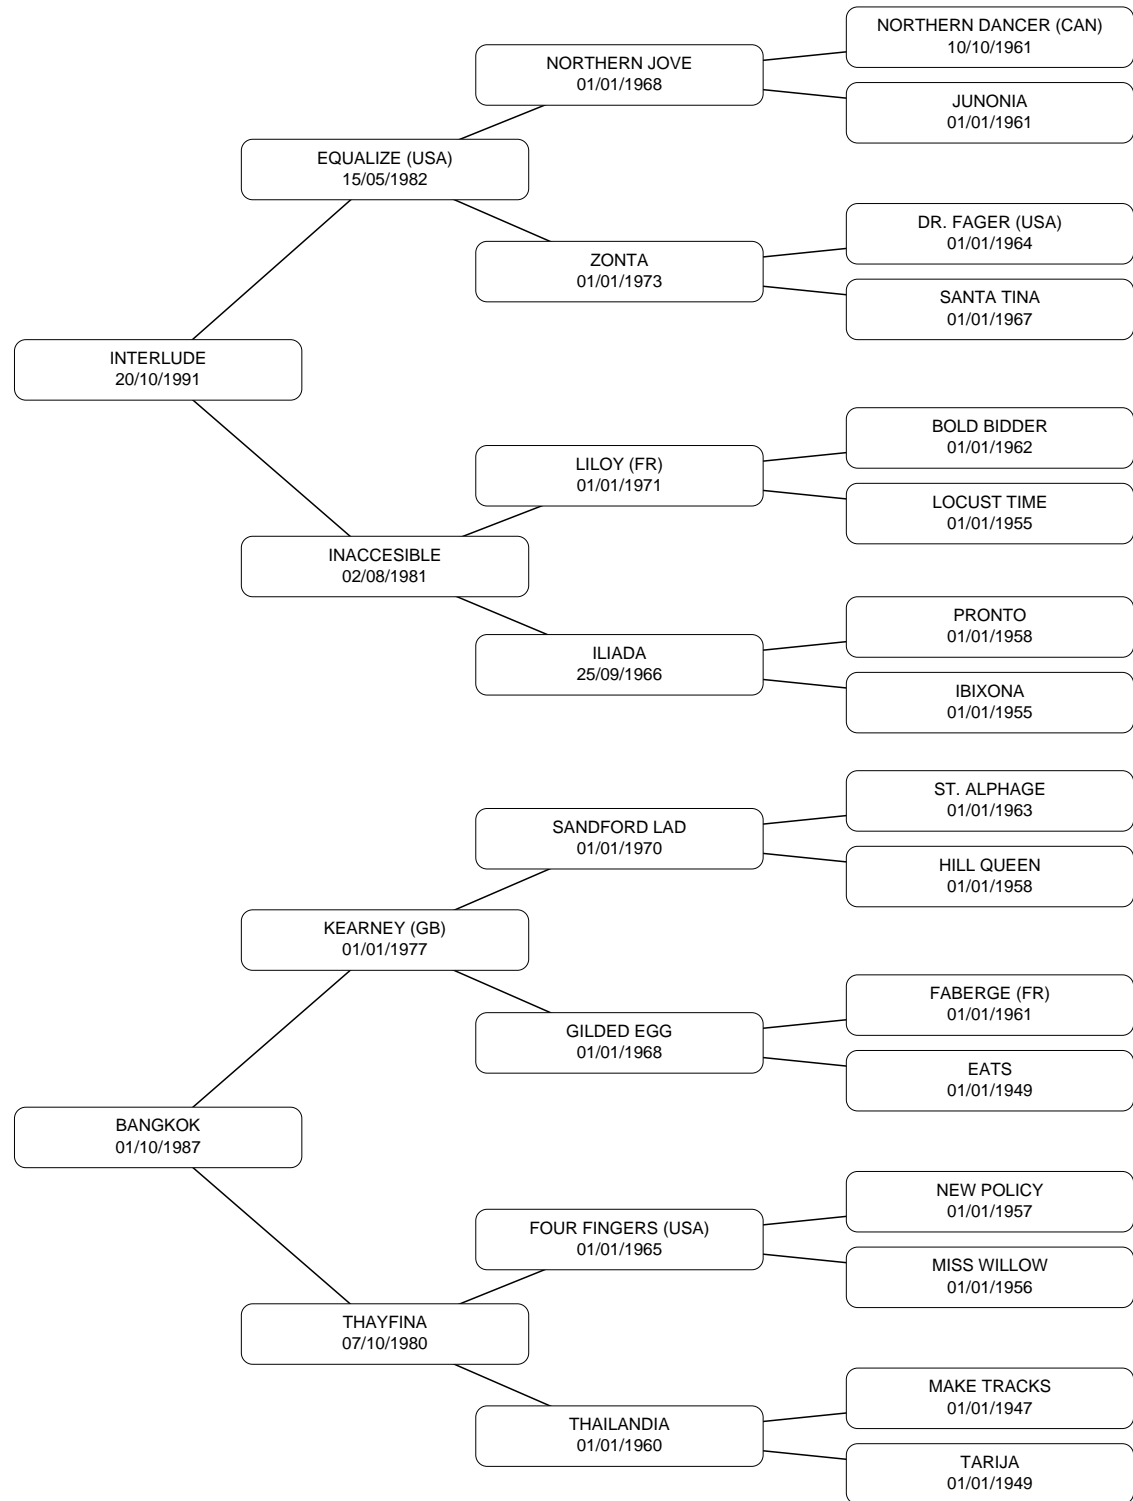 NORTHERN DANCER (CAN)
10/10/1961
NORTHERN JOVE
01/01/1968
JUNONIA
01/01/1961
EQUALIZE (USA)
15/05/1982
DR. FAGER (USA)
01/01/1964
ZONTA
01/01/1973
SANTA TINA
01/01/1967
INTERLUDE
20/10/1991
BOLD BIDDER
01/01/1962
LILOY (FR)
01/01/1971
LOCUST TIME
01/01/1955
INACCESIBLE
02/08/1981
PRONTO
01/01/1958
ILIADA
25/09/1966
IBIXONA
01/01/1955
ST. ALPHAGE
01/01/1963
SANDFORD LAD
01/01/1970
HILL QUEEN
01/01/1958
KEARNEY (GB)
01/01/1977
FABERGE (FR)
01/01/1961
GILDED EGG
01/01/1968
EATS
01/01/1949
BANGKOK
01/10/1987
NEW POLICY
01/01/1957
FOUR FINGERS (USA)
01/01/1965
MISS WILLOW
01/01/1956
THAYFINA
07/10/1980
MAKE TRACKS
01/01/1947
THAILANDIA
01/01/1960
TARIJA
01/01/1949